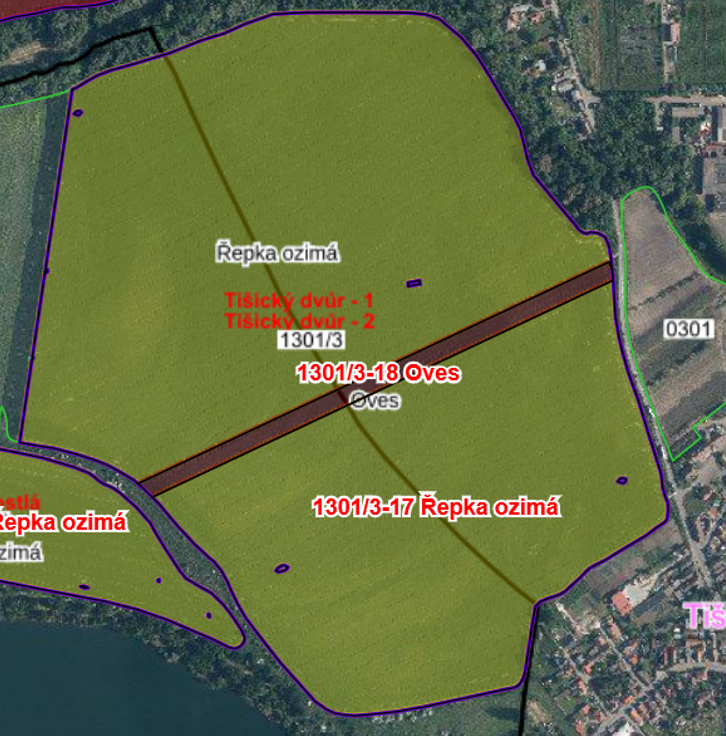 Řepka ozimá
Tišický dvůr - 1
Tišický dvůr - 2
1301/3
0301
1301/3-18 Oves
Oves
estlá
Řepka ozimá
1301/3-17 Řepka ozimá
zimá
Tiš